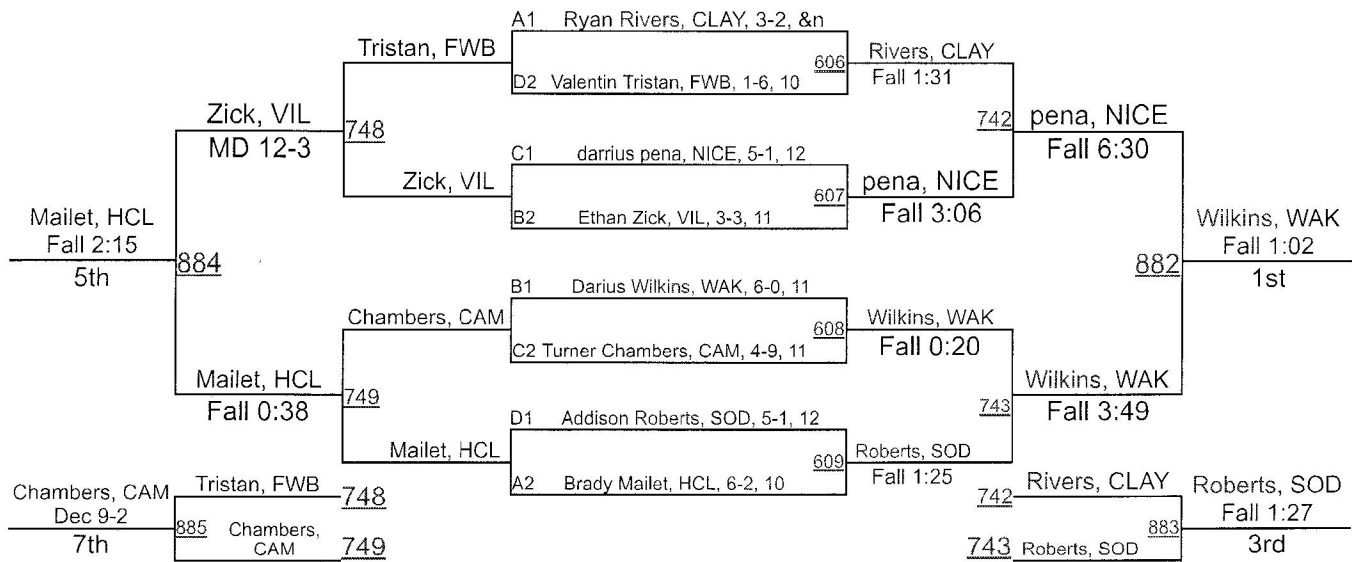 A1 Ryan Rivers, CLAY, 3-2, &n
Tristan, FWB
606
Rivers, CLAY
Fall 1:31
D2 Valentin Tristan, FWB, 1-6, 10
Zick, VIL
MD 12-3
748
742
pena, NICE
Fall 6:30
C1 darrius pena, NICE, 5-1, 12
Zick, VIL
607
pena, NICE
Fall 3:06
B2 Ethan Zick, VIL, 3-3, 11
Mailet, HCL
Fall 2:15
5th
884
882
Wilkins, WAK
Fall 1:02
1st
B1 Darius Wilkins, WAK, 6-0, 11
Chambers, CAM
608
Wilkins, WAK
Fall 0:20
C2 Turner Chambers, CAM, 4-9, 11
Mailet, HCL
Fall 0:38
749
743
Wilkins, WAK
Fall 3:49
D1 Addison Roberts, SOD, 5-1, 12
Mailet, HCL
609
Roberts, SOD
Fall 1:25
A2 Brady Mailet, HCL, 6-2, 10
Chambers, CAM
Dec 9-2
7th
Tristan, FWB
748
885
Chambers,
CAM
749
742
Rivers, CLAY
883
743
Roberts, SOD
Roberts, SOD
Fall 1:27
3rd